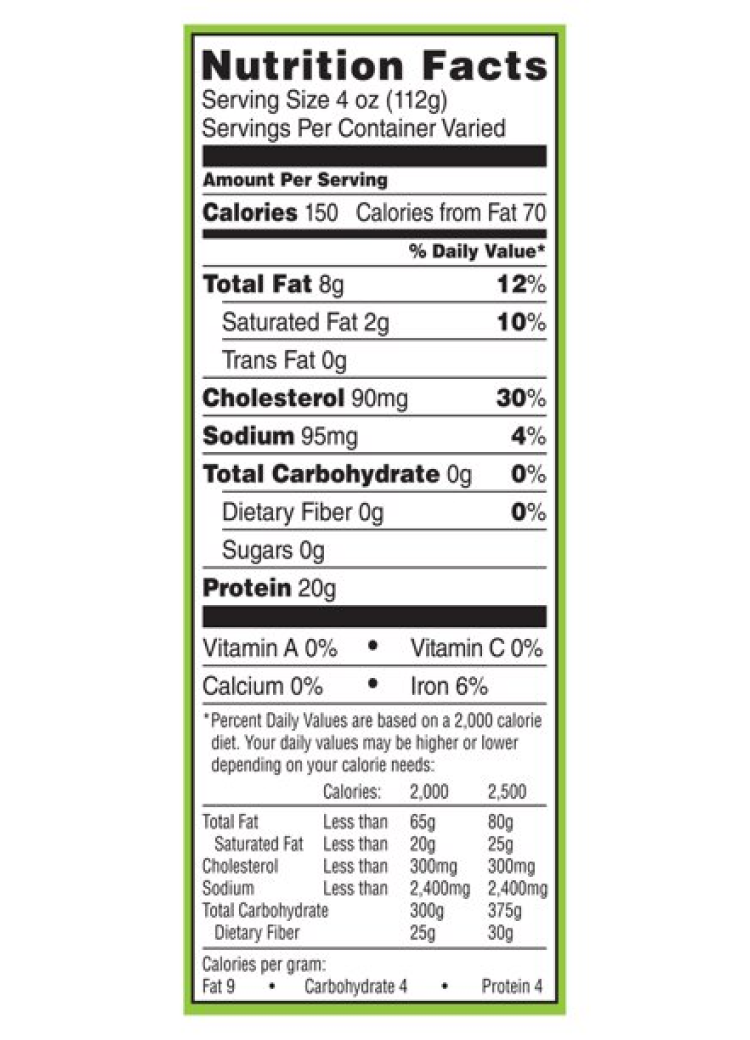 Nutrition Facts
Serving Size 4 oz (112g)
Servings Per Container Varied
Amount Per Serving
Calories 150 Calories from Fat 70
% Daily Value*
Total Fat 8g 12%
Saturated Fat 2g 10%
Trans Fat 0g
Cholesterol 90mg 30%
Sodium 95mg 4%
Total Carbohydrate 0g 0%
Dietary Fiber 0g 0%
Sugars 0g
Protein 20g
Vitamin A 0% • Vitamin C 0%
Calcium 0% • Iron 6%
*Percent Daily Values are based on a 2,000 calorie
diet. Your daily values may be higher or lower
depending on your calorie needs:
Calories: 2,000 2,500
Total Fat Less than 65g 80g
Saturated Fat Less than 20g 25g
Cholesterol Less than 300mg 300mg
Sodium Less than 2,400mg 2,400mg
Total Carbohydrate 300g 375g
Dietary Fiber 25g 30g
Calories per gram:
Fat 9 • Carbohydrate 4 • Protein 4